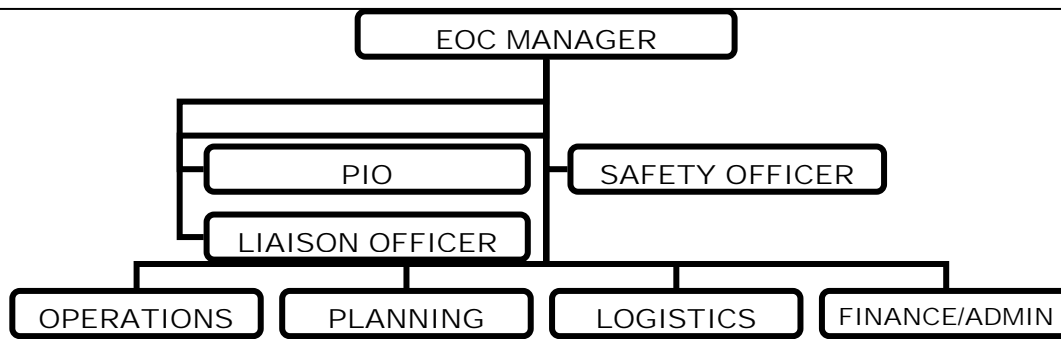 EOC MANAGER
PIO
SAFETY OFFICER
LIAISON OFFICER
OPERATIONS
PLANNING
LOGISTICS
FINANCE/ADMIN